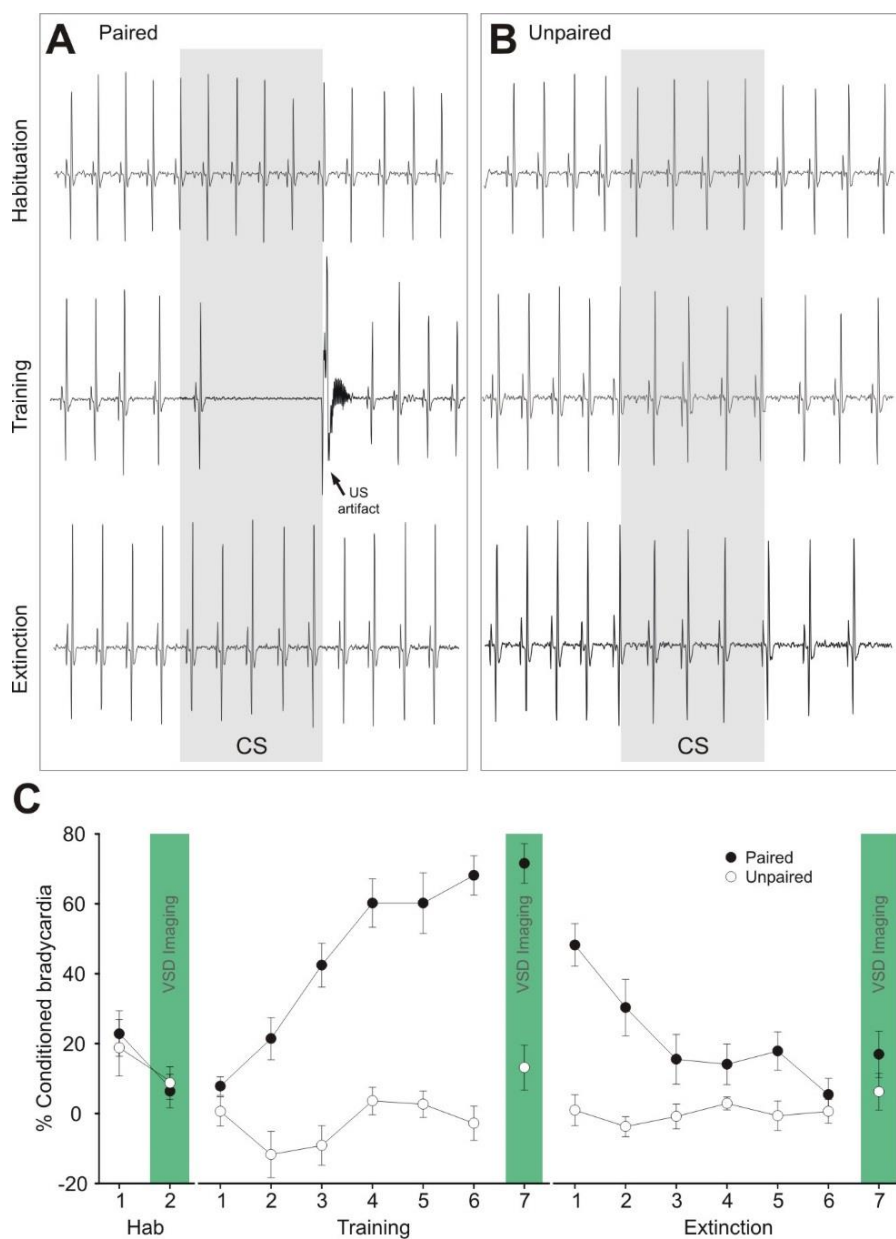 A Paired
B Unpaired
Habituation
Training
US
artifact
Extinction
CS
CS
C
% Conditioned bradycardia
80
60
40
20
0
-20
VSD Imaging
VSD Imaging
VSD Imaging
Paired
Unpaired
1 2 1 2 3 4 5 6 7 1 2 3 4 5 6 7
Hab Training Extinction